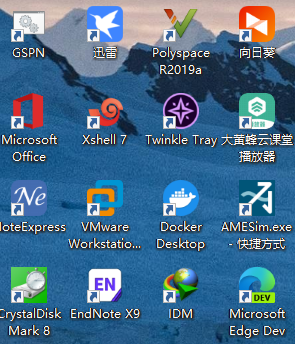 GSPN
迅雷
Polyspace
R2019a
向日葵
Microsoft
Office
Xshell 7
Twinkle Tray
大黄蜂云课堂
播放器
NoteExpress
VMware
Workstatio...
Docker
Desktop
AMESim.exe
- 快捷方式
CrystalDisk
Mark 8
EndNote X9
IDM
Microsoft
Edge Dev
Ne
EN
DEV